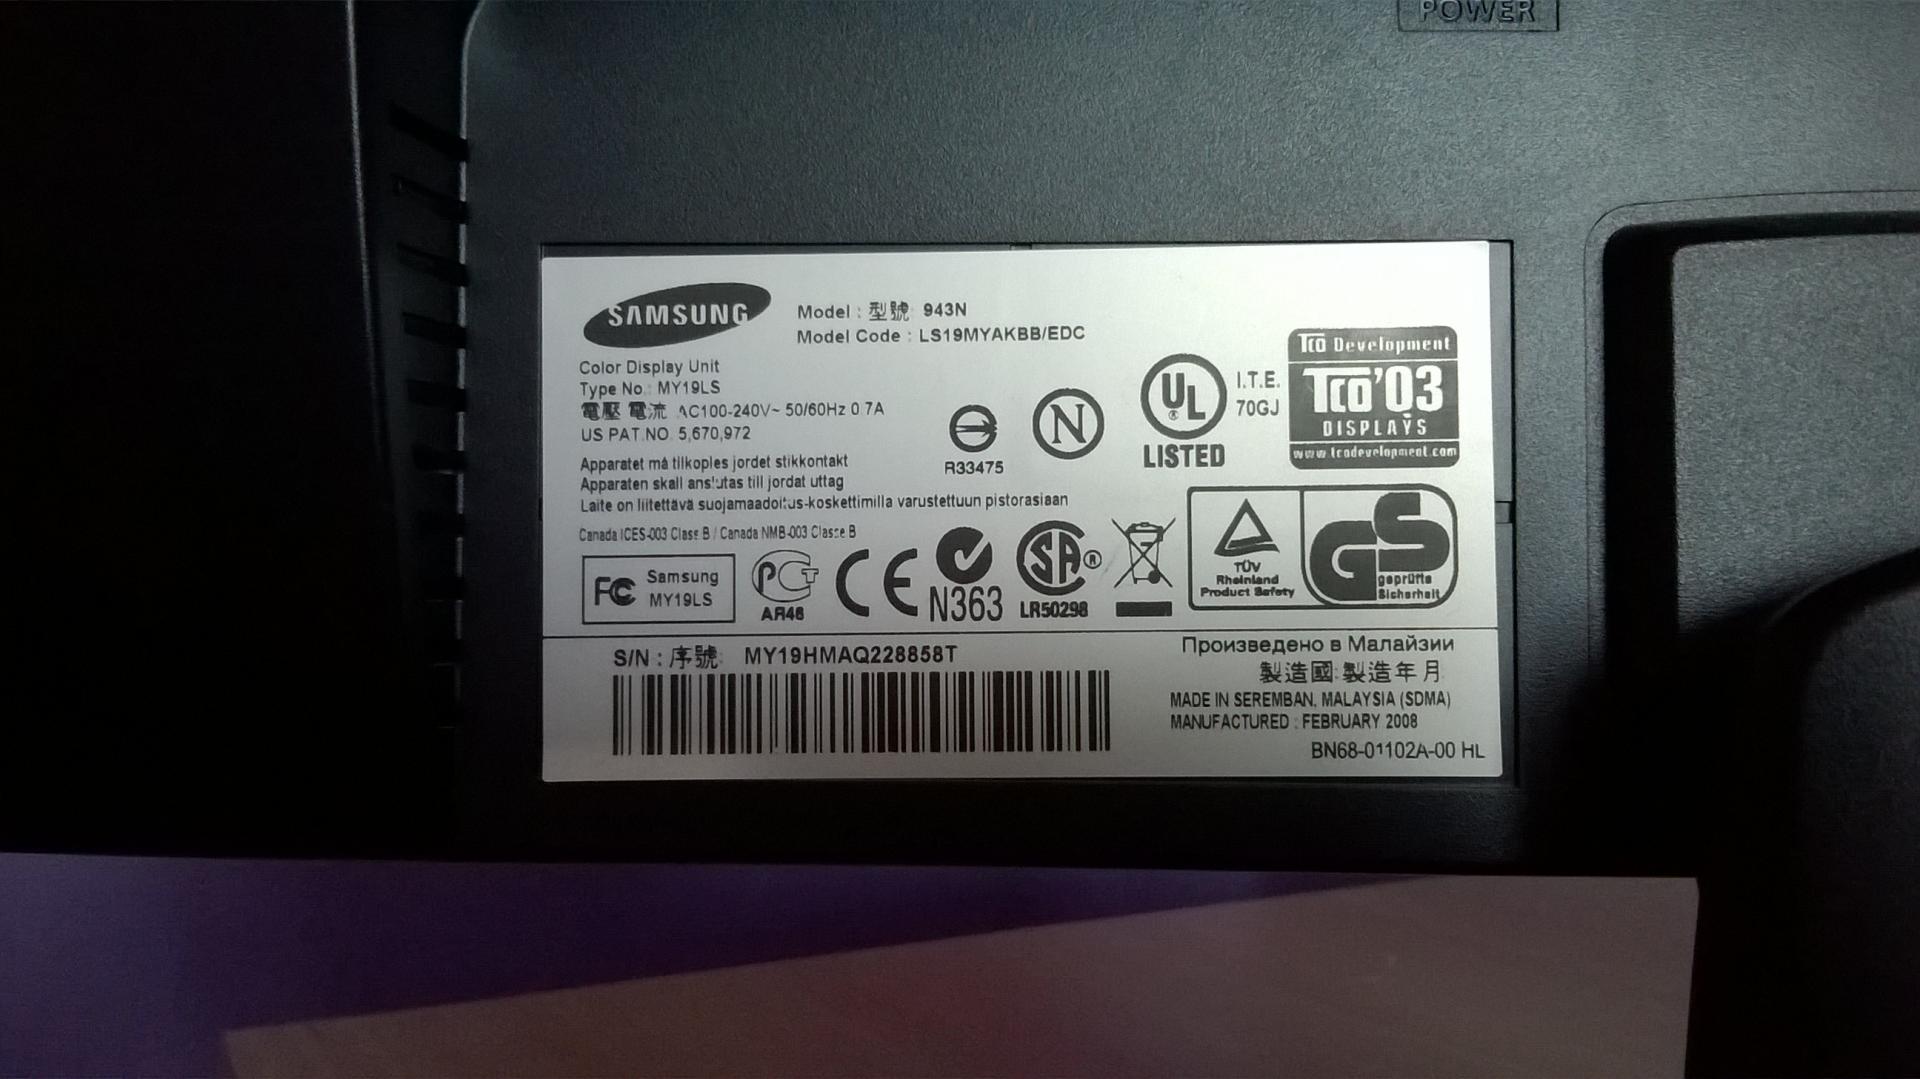 POWER
SAMSUNG
Model : 型號: 943N
Model Code : LS19MYAKBB/EDC
Color Display Unit
Type No.: MY19LS
電壓 電流 AC100-240V~ 50/60Hz 0.7A
US PAT.NO. 5,670,972
Apparatet må tilkoples jordet stikkontakt
Apparaten skall anslutas till jordat uttag
Laite on liitettävä suojamaadoitus-koskettimilla varustettuun pistorasiaan
Canada ICES-003 Class B / Canada NMB-003 Classe B
R33475
N
UL
®
LISTED
I.T.E.
70GJ
TCO Development
TCO'03
DISPLAYS
www.tcodevelopment.com
FC
Samsung
MY19LS
РСТ
AR46
CE
N363
SA®
LR50298
TÜV
Rheinland
Product Safety
GS
geprüfte
Sicherheit
S/N : 序號: MY19HMAQ228858T
Произведено в Малайзии
製造國: 製造年月
MADE IN SEREMBAN, MALAYSIA (SDMA)
MANUFACTURED : FEBRUARY 2008
BN68-01102A-00 HL